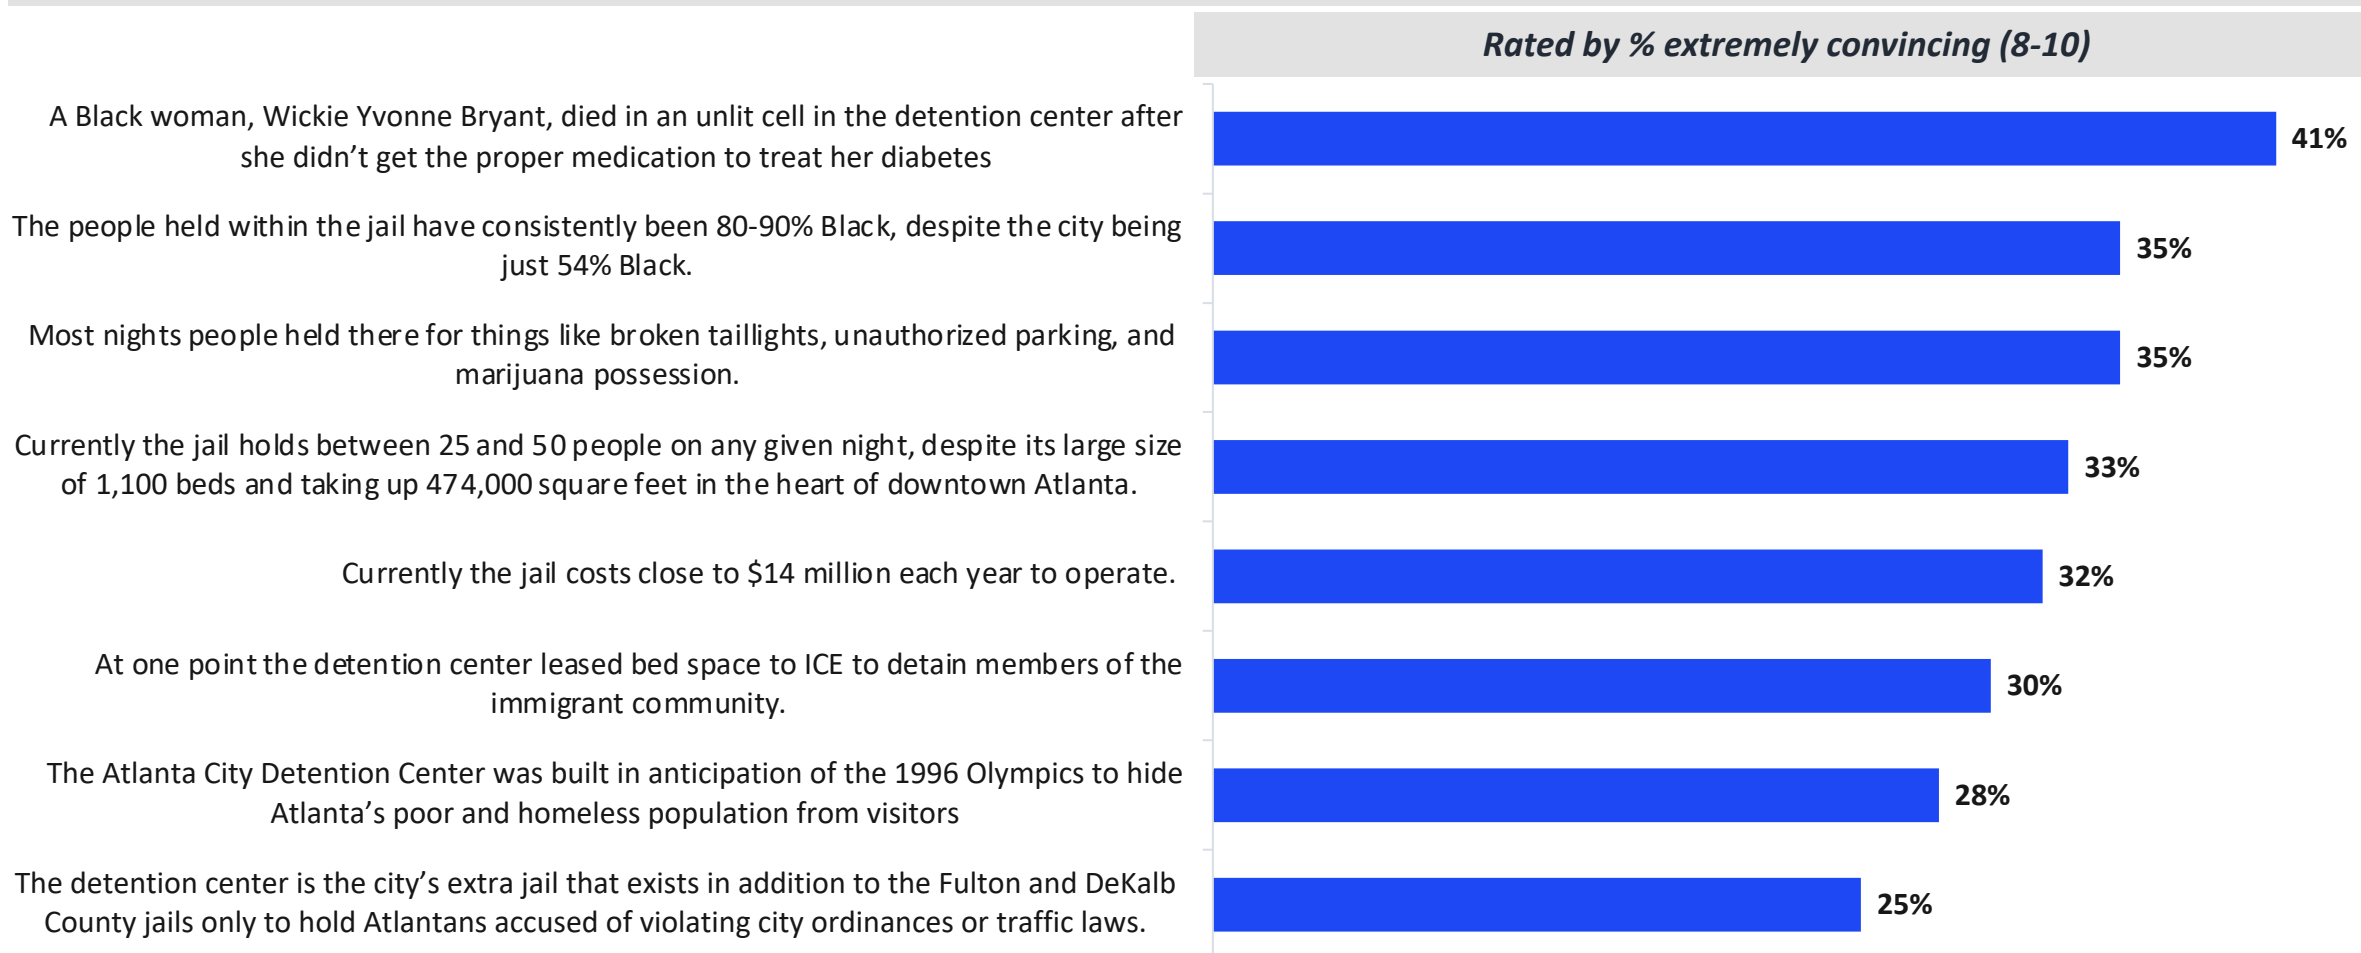 Rated by % extremely convincing (8-10)
A Black woman, Wickie Yvonne Bryant, died in an unlit cell in the detention center after
she didn’t get the proper medication to treat her diabetes
41%
The people held within the jail have consistently been 80-90% Black, despite the city being
just 54% Black.
35%
Most nights people held there for things like broken taillights, unauthorized parking, and
marijuana possession.
35%
Currently the jail holds between 25 and 50 people on any given night, despite its large size
of 1,100 beds and taking up 474,000 square feet in the heart of downtown Atlanta.
33%
Currently the jail costs close to $14 million each year to operate.
32%
At one point the detention center leased bed space to ICE to detain members of the
immigrant community.
30%
The Atlanta City Detention Center was built in anticipation of the 1996 Olympics to hide
Atlanta’s poor and homeless population from visitors
28%
The detention center is the city’s extra jail that exists in addition to the Fulton and DeKalb
County jails only to hold Atlantans accused of violating city ordinances or traffic laws.
25%